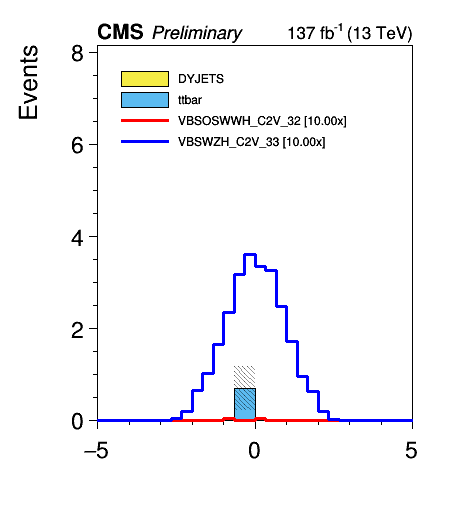 CMS Preliminary 137 fb-1 (13 TeV)
Events
8
DYJETS
ttbar
VBSOSWWH_C2V_32 [10.00x]
VBSWZH_C2V_33 [10.00x]
6
4
2
0
−5 0 5